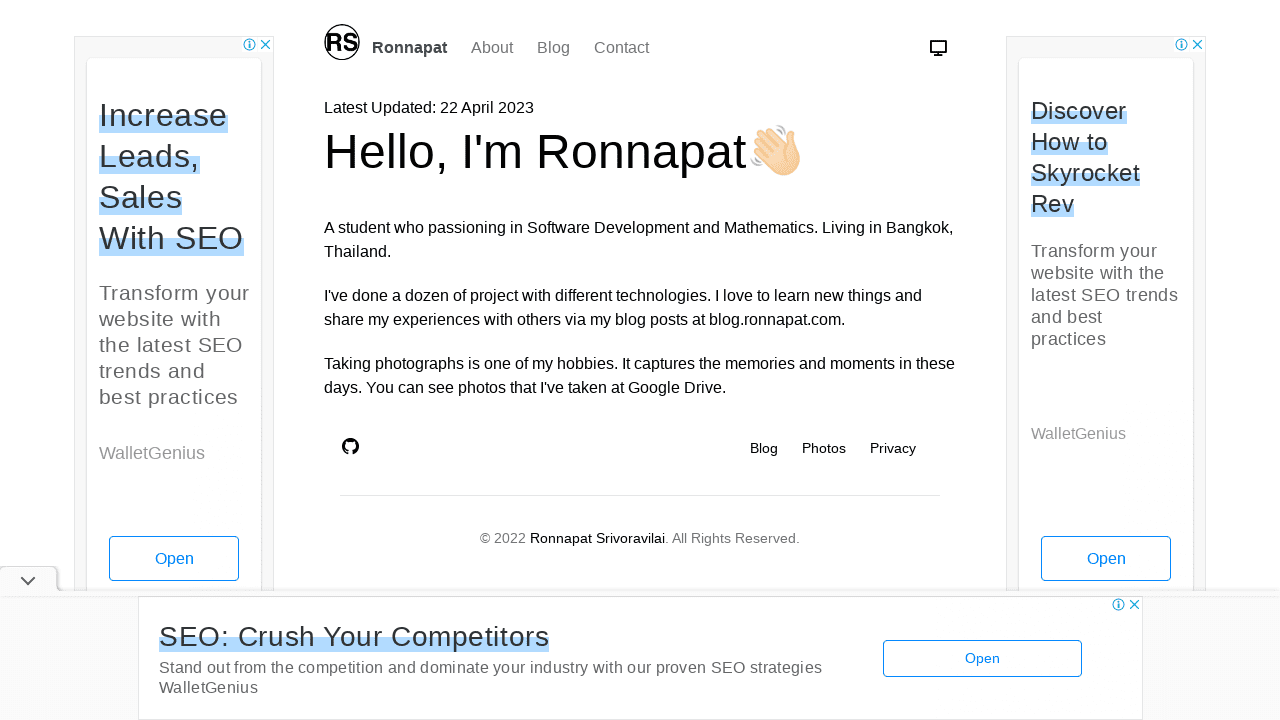 RS Ronnapat About Blog Contact
Latest Updated: 22 April 2023
Hello, I'm Ronnapat👋🏻
A student who passioning in Software Development and Mathematics. Living in Bangkok,
Thailand.
I've done a dozen of project with different technologies. I love to learn new things and
share my experiences with others via my blog posts at blog.ronnapat.com.
Taking photographs is one of my hobbies. It captures the memories and moments in these
days. You can see photos that I've taken at Google Drive.
Blog Photos Privacy
© 2022 Ronnapat Srivoravilai. All Rights Reserved.
Increase
Leads,
Sales
With SEO
Transform your
website with
the latest SEO
trends and
best practices
WalletGenius
Open
Discover
How to
Skyrocket
Rev
Transform your
website with the
latest SEO trends
and best
practices
WalletGenius
Open
SEO: Crush Your Competitors
Stand out from the competition and dominate your industry with our proven SEO strategies
WalletGenius
Open